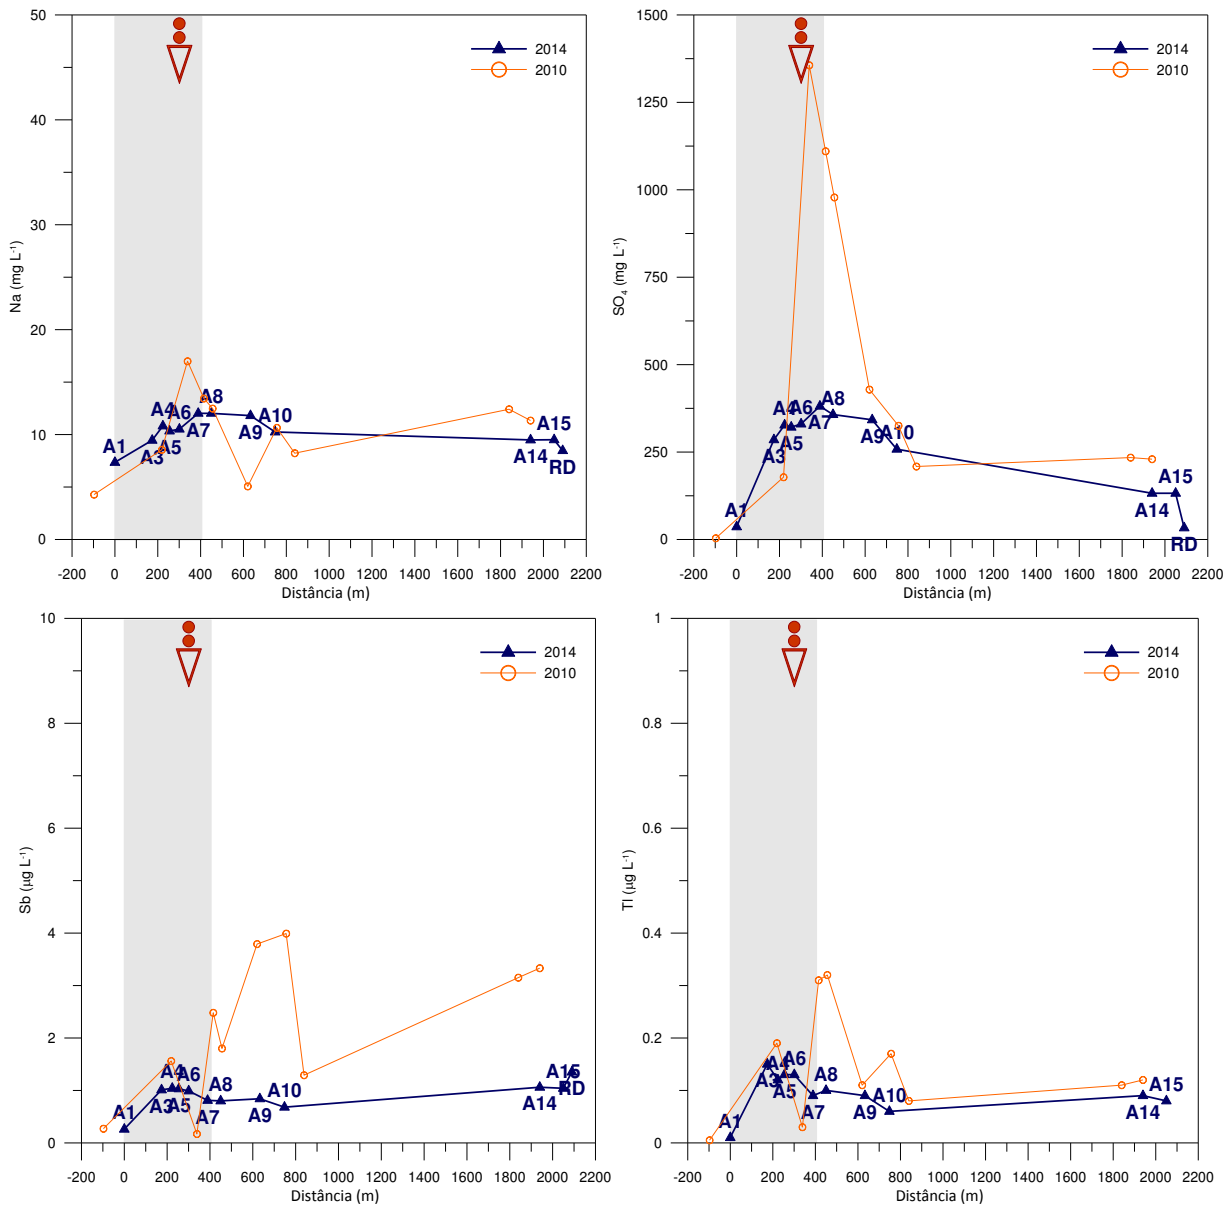 50
40
30
20
10
0
Na (mg L-1)
2014
2010
A1
A3
A4
A5
A6
A7
A8
A9
A10
A14
A15
RD
-200 0 200 400 600 800 1000 1200 1400 1600 1800 2000 2200
Distância (m)
1500
1250
1000
750
500
250
0
SO4 (mg L-1)
2014
2010
A1
A3
A4
A5
A6
A7
A8
A9
A10
A14
A15
RD
-200 0 200 400 600 800 1000 1200 1400 1600 1800 2000 2200
Distância (m)
10
8
6
4
2
0
Sb (µg L-1)
2014
2010
A1
A3
A4
A5
A6
A7
A8
A9
A10
A14
A15
RD
-200 0 200 400 600 800 1000 1200 1400 1600 1800 2000 2200
Distância (m)
1
0.8
0.6
0.4
0.2
0
Tl (µg L-1)
2014
2010
A1
A3
A4
A5
A6
A7
A8
A9
A10
A14
A15
-200 0 200 400 600 800 1000 1200 1400 1600 1800 2000 2200
Distância (m)